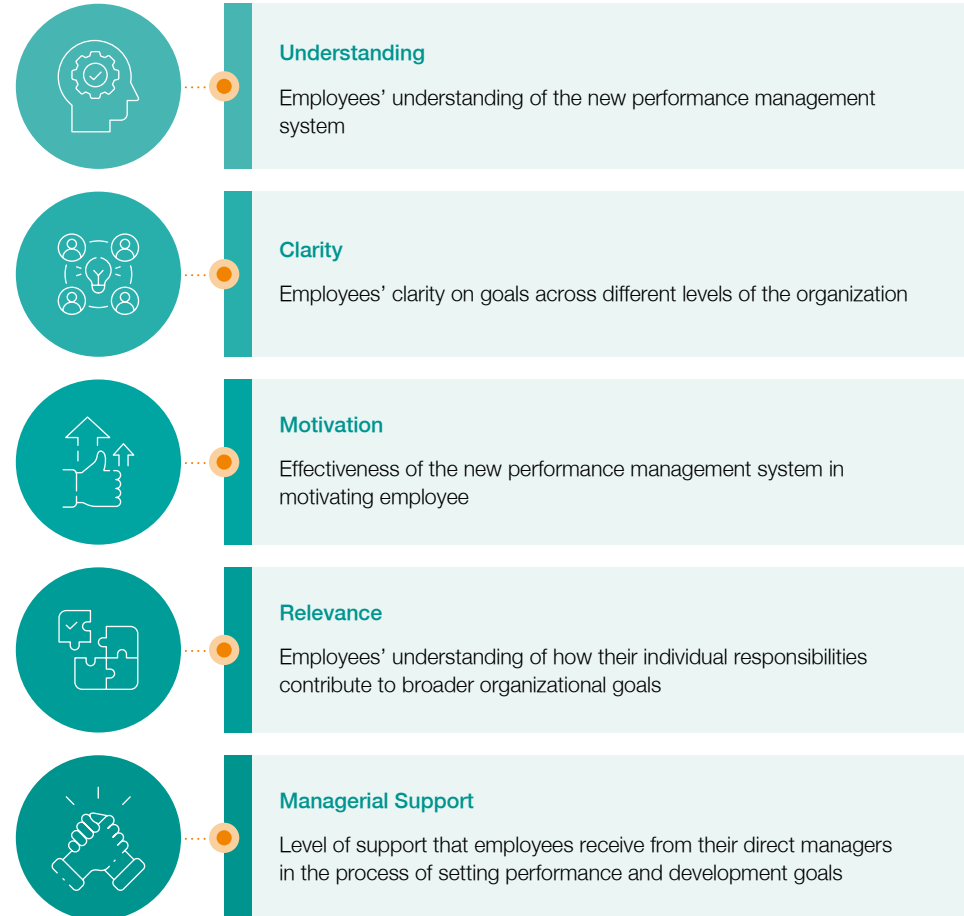 Understanding
Employees’ understanding of the new performance management
system
Clarity
Employees’ clarity on goals across different levels of the organization
Motivation
Effectiveness of the new performance management system in
motivating employee
Relevance
Employees’ understanding of how their individual responsibilities
contribute to broader organizational goals
Managerial Support
Level of support that employees receive from their direct managers
in the process of setting performance and development goals